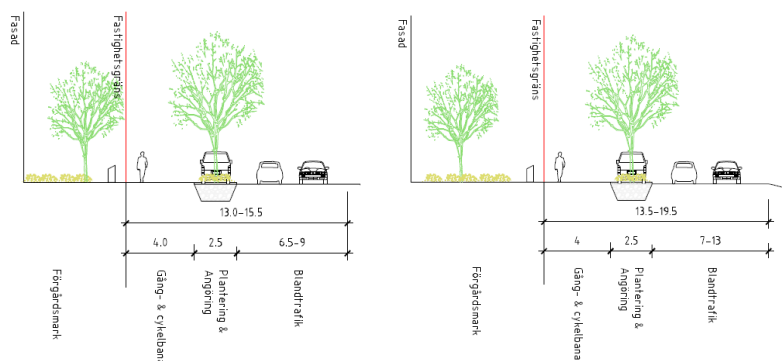 Fasad
Fastighetsgräns
13.0-15.5
4.0
2.5
6.5-9
Förgårdsmark
Gång- & cykelbana
Plantering &
Angöring
Blandtrafik
Fasad
Fastighetsgräns
13.5-19.5
4
2.5
7-13
Förgårdsmark
Gång- & cykelbana
Plantering &
Angöring
Blandtrafik